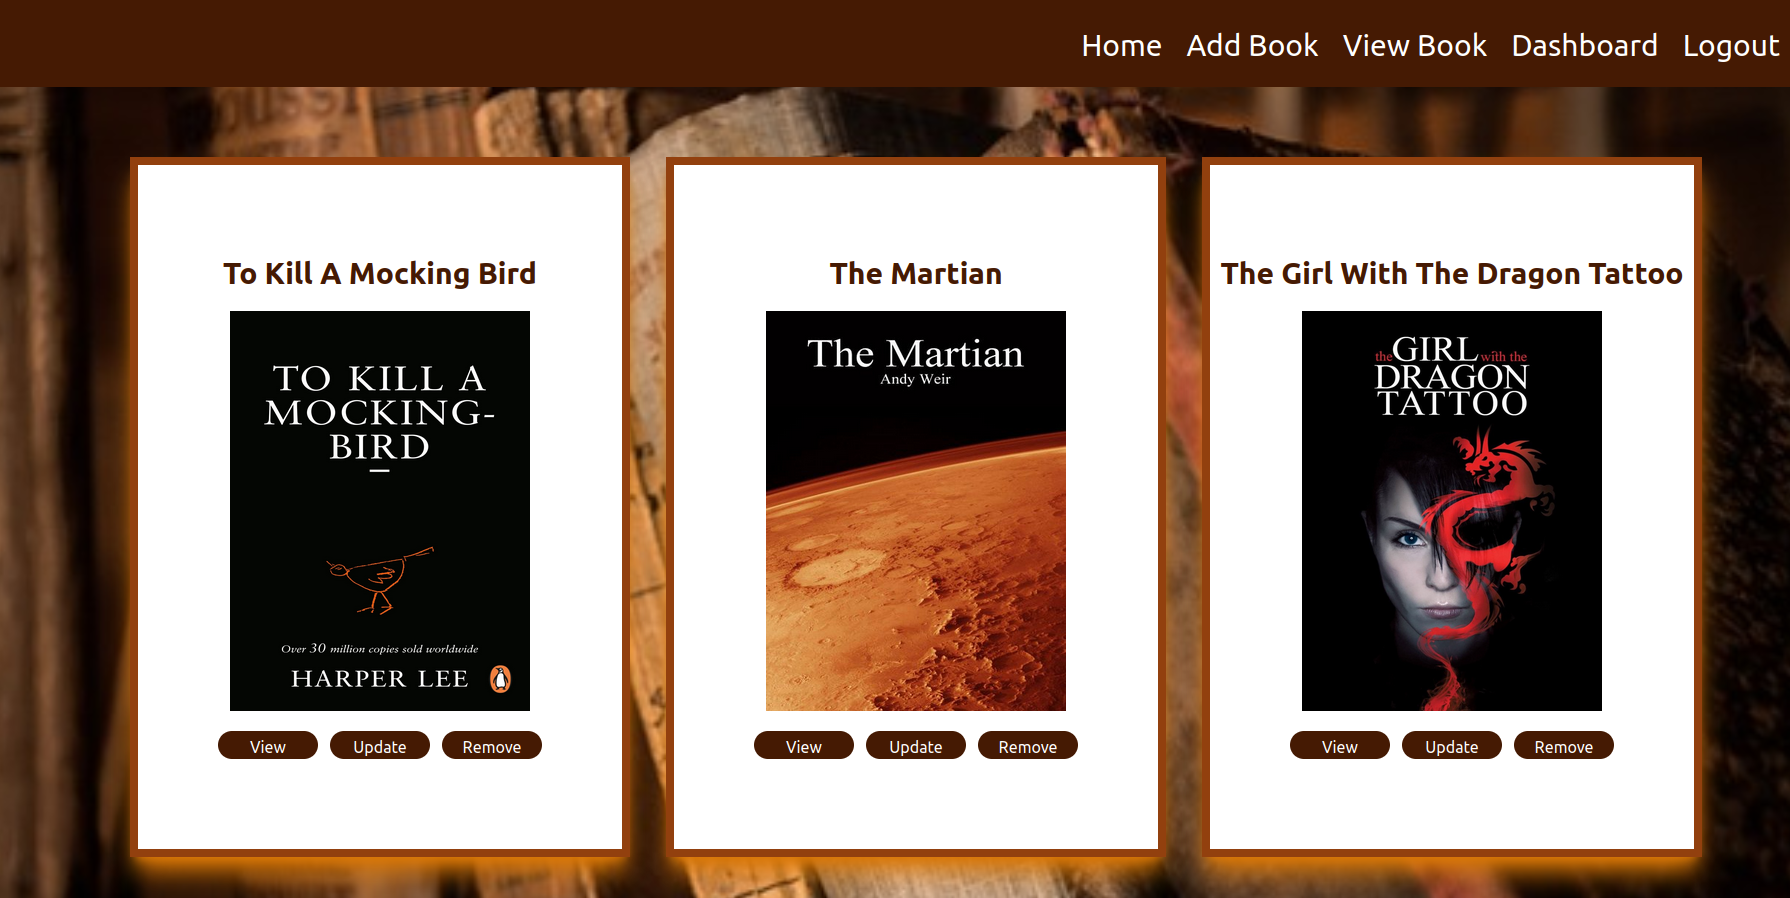 Home Add Book View Book Dashboard Logout
To Kill A Mocking Bird
TO KILL A
MOCKING-
BIRD
Over 30 million copies sold worldwide
HARPER LEE
View Update Remove
The Martian
The Martian
Andy Weir
View Update Remove
The Girl With The Dragon Tattoo
the GIRL with the
DRAGON
TATTOO
View Update Remove